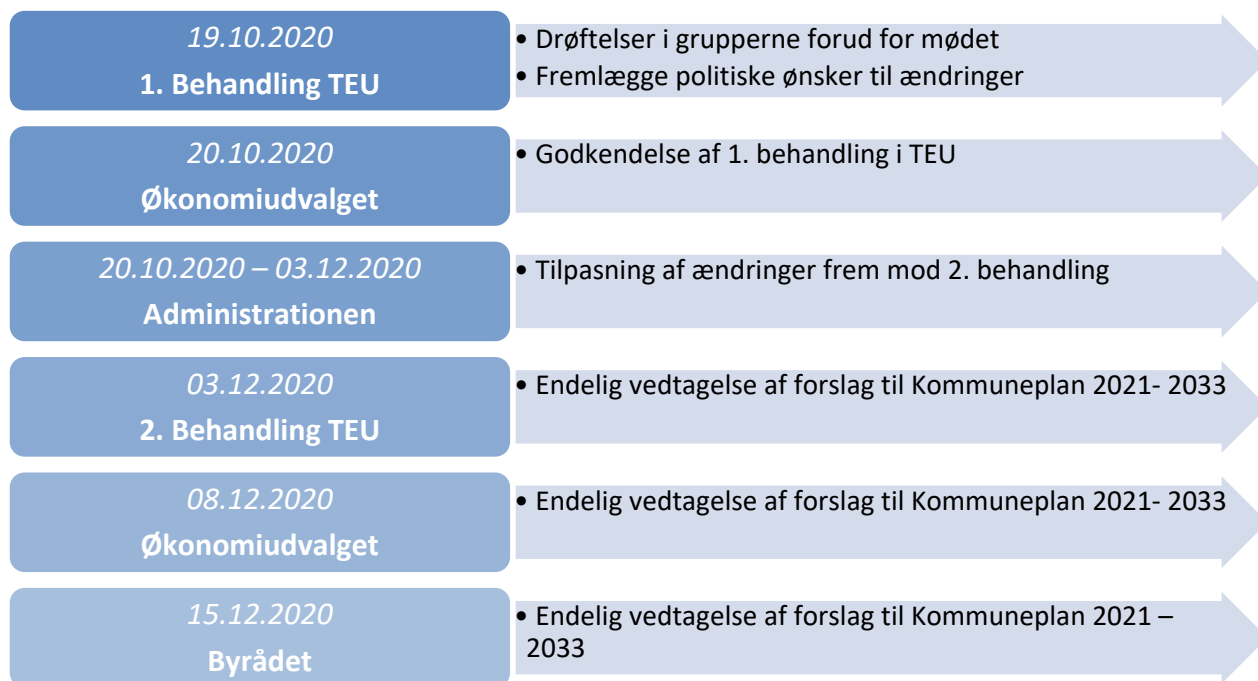 19.10.2020
1. Behandling TEU
• Drøftelser i grupperne forud for mødet
• Fremlægge politiske ønsker til ændringer
20.10.2020
Økonomiudvalget
• Godkendelse af 1. behandling i TEU
20.10.2020 – 03.12.2020
Administrationen
• Tilpasning af ændringer frem mod 2. behandling
03.12.2020
2. Behandling TEU
• Endelig vedtagelse af forslag til Kommuneplan 2021- 2033
08.12.2020
Økonomiudvalget
• Endelig vedtagelse af forslag til Kommuneplan 2021- 2033
15.12.2020
Byrådet
• Endelig vedtagelse af forslag til Kommuneplan 2021 –
2033